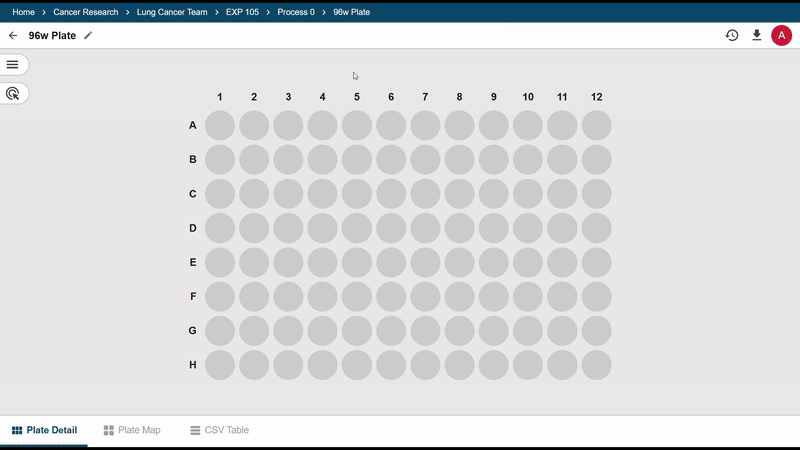 Home > Cancer Research > Lung Cancer Team > EXP 105 > Process 0 > 96w Plate
96w Plate
A
1 2 3 4 5 6 7 8 9 10 11 12
A
B
C
D
E
F
G
H
Plate Detail Plate Map CSV Table